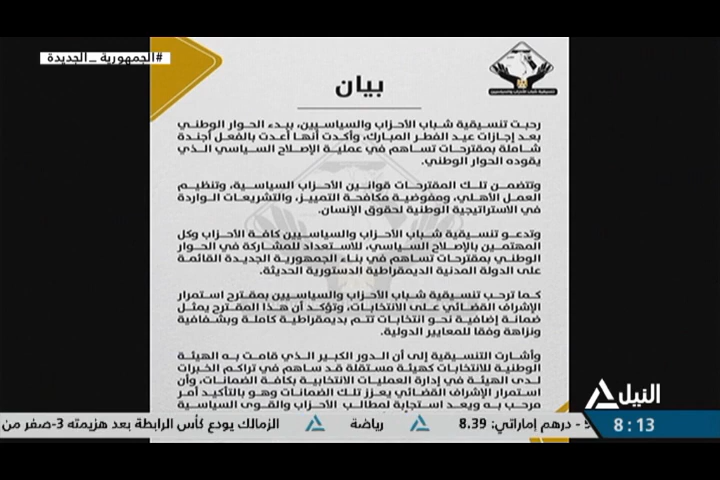 #الجمهورية_الجديدة
تنسيقية شباب الأحزاب والسياسيين
بيان
رحبت تنسيقية شباب الأحزاب والسياسيين، ببدء الحوار الوطني
بعد إجازات عيد الفطر المبارك، وأكدت أنها أعدت بالفعل أجندة
شاملة بمقترحات تساهم في عملية الإصلاح السياسي الذي
يقوده الحوار الوطني.
وتتضمن تلك المقترحات قوانين الأحزاب السياسية، وتنظيم
العمل الأهلي، ومفوضية مكافحة التمييز، والتشريعات الواردة
في الاستراتيجية الوطنية لحقوق الإنسان.
وتدعو تنسيقية شباب الأحزاب والسياسيين كافة الأحزاب وكل
المهتمين بالإصلاح السياسي، للاستعداد للمشاركة في الحوار
الوطني بمقترحات تساهم في بناء الجمهورية الجديدة القائمة
على الدولة المدنية الديمقراطية الدستورية الحديثة.
كما ترحب تنسيقية شباب الأحزاب والسياسيين بمقترح استمرار
الإشراف القضائي على الانتخابات، وتؤكد أن هذا المقترح يمثل
ضمانة إضافية نحو انتخابات تتم بديمقراطية كاملة وبشفافية
ونزاهة وفقا للمعايير الدولية.
وأشارت التنسيقية إلى أن الدور الكبير الذي قامت به الهيئة
الوطنية للانتخابات كهيئة مستقلة قد ساهم في تراكم الخبرات
لدى الهيئة في إدارة العمليات الانتخابية بكافة الضمانات، وأن
استمرار الإشراف القضائي يعزز تلك الضمانات وهو بالتأكيد أمر
مرحب به ويعد استجابة لمطالب الأحزاب والقوى السياسية
النيل
8:13
- درهم إماراتي: 8.39 رياضة الزمالك يودع كأس الرابطة بعد هزيمته 3-صفر من